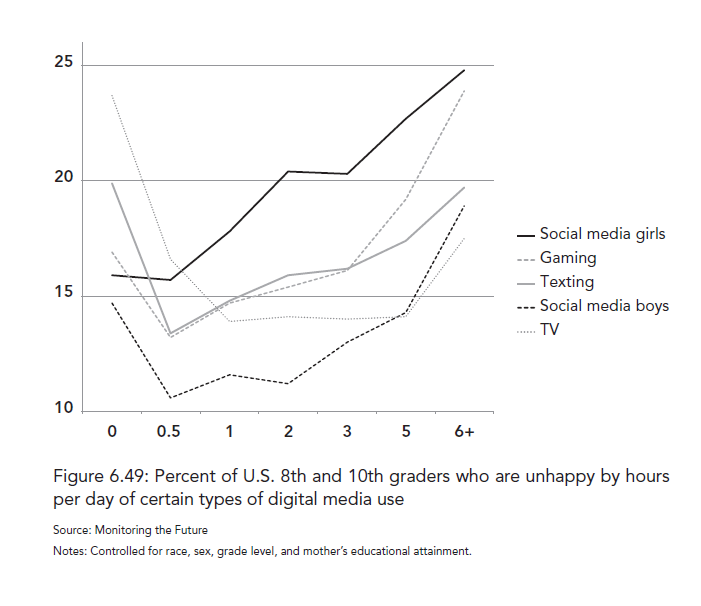 25
20
15
10
0 0.5 1 2 3 5 6+
Social media girls
Gaming
Texting
Social media boys
TV
Figure 6.49: Percent of U.S. 8th and 10th graders who are unhappy by hours
per day of certain types of digital media use
Source: Monitoring the Future
Notes: Controlled for race, sex, grade level, and mother’s educational attainment.